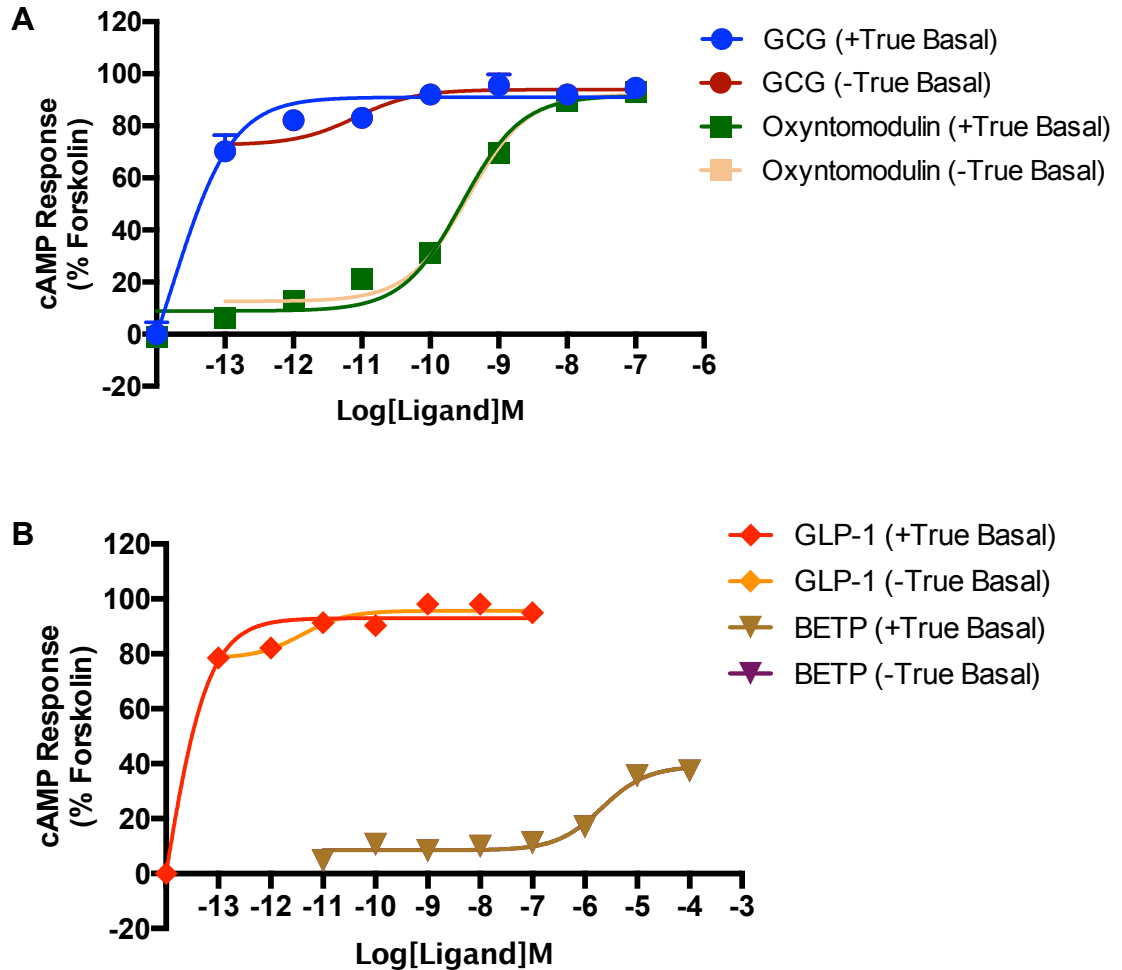 A
120
100
80
60
40
20
0
-20
cAMP Response
(% Forskolin)
-13 -12 -11 -10 -9 -8 -7 -6
Log[Ligand]M
GCG (+True Basal)
GCG (-True Basal)
Oxyntomodulin (+True Basal)
Oxyntomodulin (-True Basal)
B
120
100
80
60
40
20
0
-20
cAMP Response
(% Forskolin)
-13 -12 -11 -10 -9 -8 -7 -6 -5 -4 -3
Log[Ligand]M
GLP-1 (+True Basal)
GLP-1 (-True Basal)
BETP (+True Basal)
BETP (-True Basal)